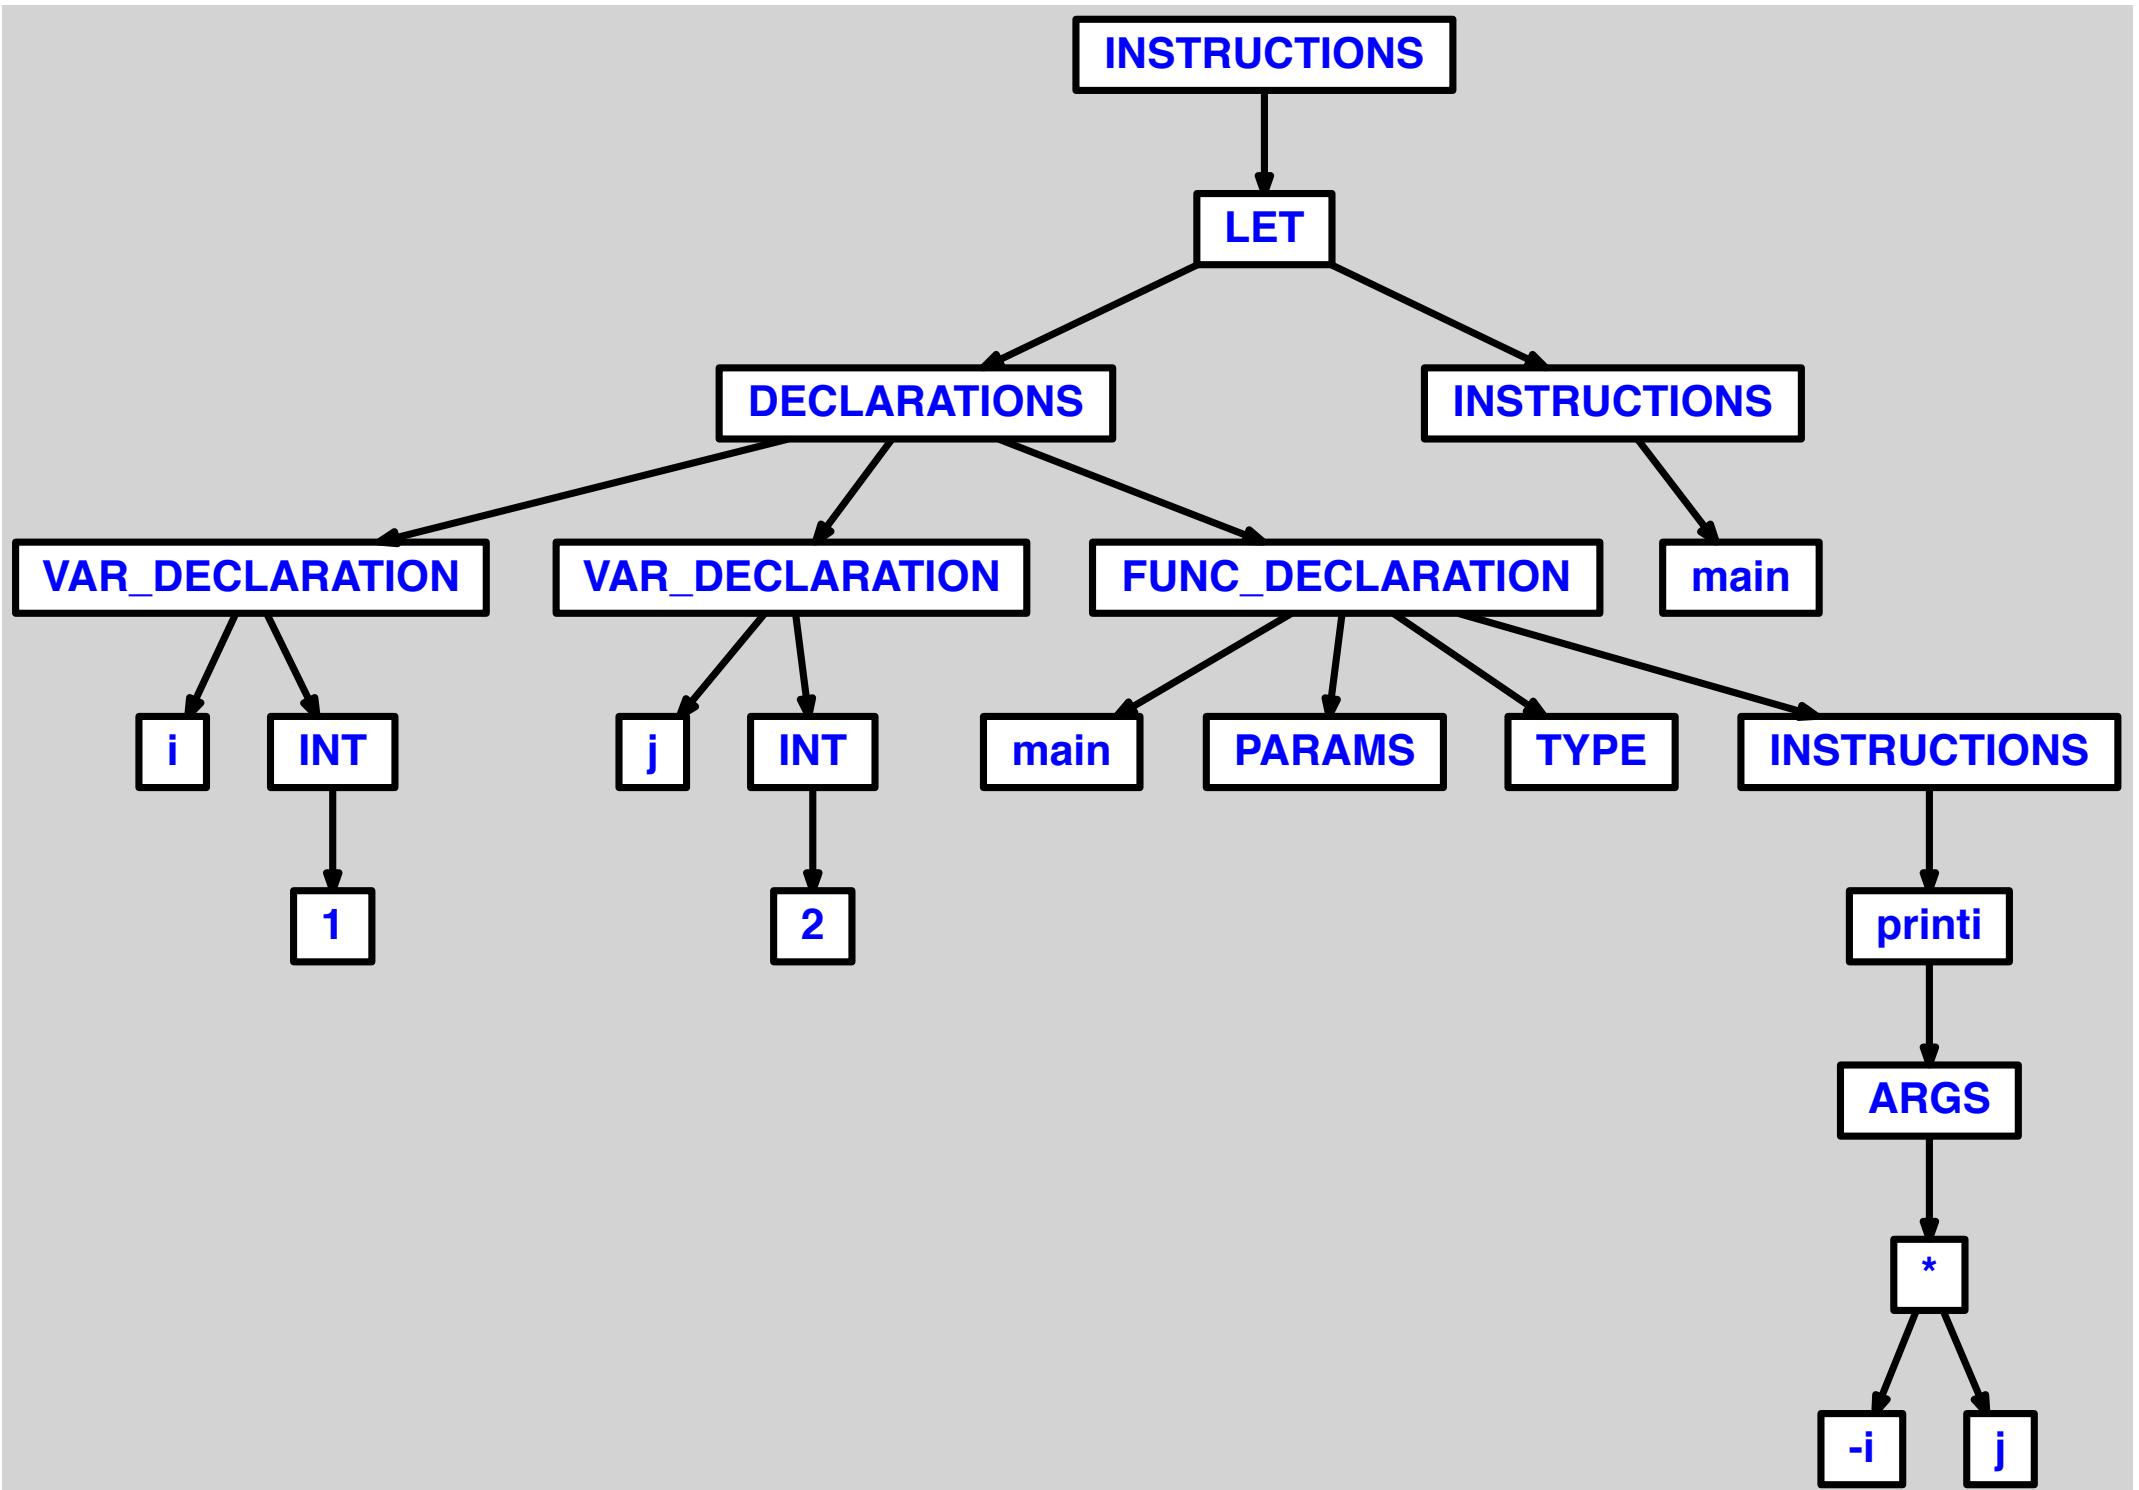 INSTRUCTIONS
LET
DECLARATIONS INSTRUCTIONS
VAR_DECLARATION VAR_DECLARATION FUNC_DECLARATION main
i INT j INT main PARAMS TYPE INSTRUCTIONS
1 2 printi
ARGS
*
-i j